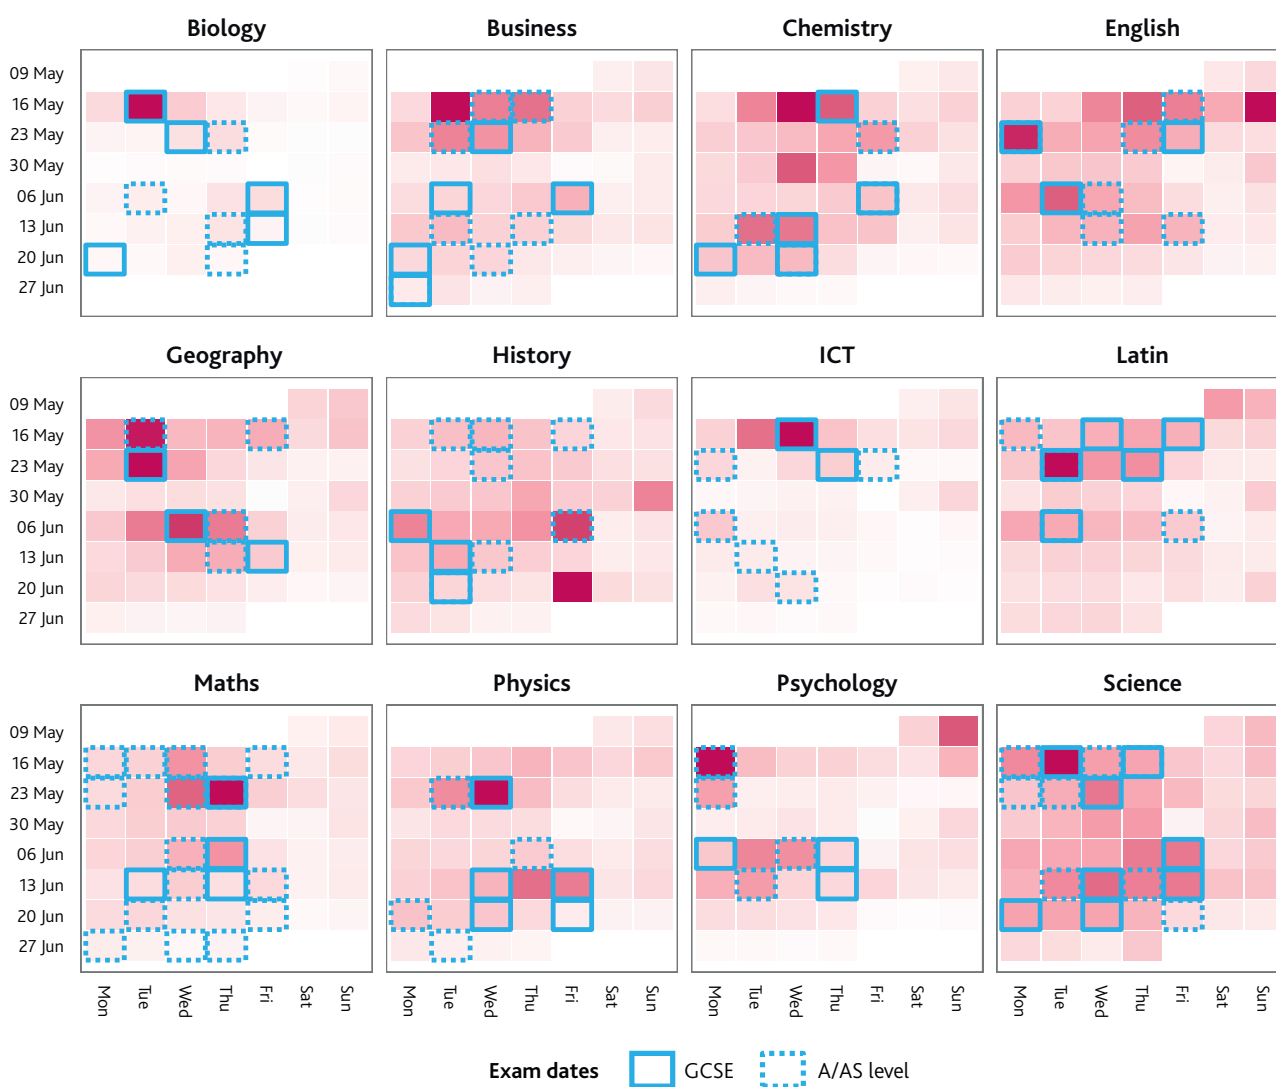 Biology Business Chemistry English
09 May
16 May
23 May
30 May
06 Jun
13 Jun
20 Jun
27 Jun
Geography History ICT Latin
09 May
16 May
23 May
30 May
06 Jun
13 Jun
20 Jun
27 Jun
Maths Physics Psychology Science
09 May
16 May
23 May
30 May
06 Jun
13 Jun
20 Jun
27 Jun
Mon Tue Wed Thu Fri Sat Sun Mon Tue Wed Thu Fri Sat Sun Mon Tue Wed Thu Fri Sat Sun Mon Tue Wed Thu Fri Sat Sun
Exam dates GCSE A/AS level